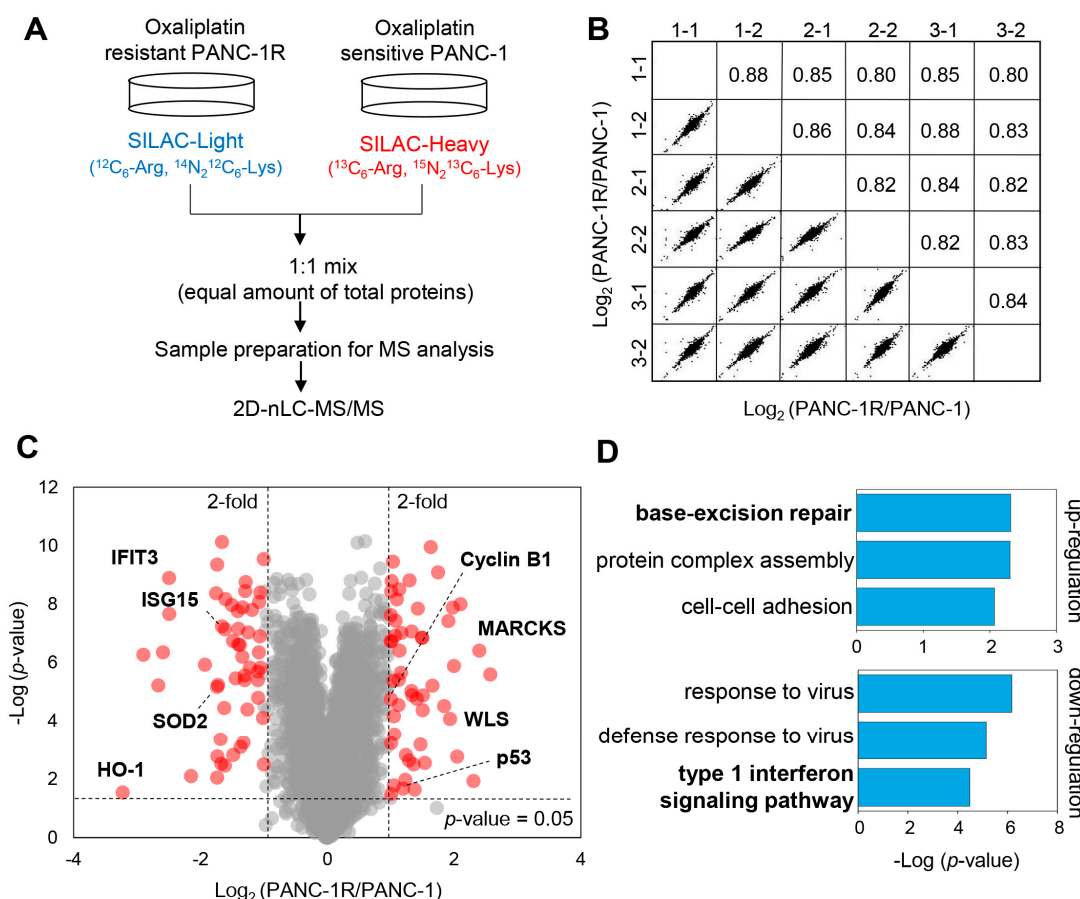 A
Oxaliplatin
resistant PANC-1R
Oxaliplatin
sensitive PANC-1
SILAC-Light
(¹²C₆-Arg, ¹⁴N₂¹²C₆-Lys)
SILAC-Heavy
(¹³C₆-Arg, ¹⁵N₂¹³C₆-Lys)
1:1 mix
(equal amount of total proteins)
Sample preparation for MS analysis
2D-nLC-MS/MS
B
1-1 1-2 2-1 2-2 3-1 3-2
1-1 0.88 0.85 0.80 0.85 0.80
1-2 0.86 0.84 0.88 0.83
2-1 0.82 0.84 0.82
2-2 0.82 0.83
3-1 0.84
3-2
Log₂ (PANC-1R/PANC-1)
Log₂ (PANC-1R/PANC-1)
C
12
10
8
6
4
2
0
-Log (p-value)
2-fold
2-fold
IFIT3
ISG15
SOD2
HO-1
Cyclin B1
MARCKS
WLS
p53
p-value = 0.05
-4 -2 0 2 4
Log₂ (PANC-1R/PANC-1)
D
base-excision repair
protein complex assembly
cell-cell adhesion
0 1 2 3
up-regulation
response to virus
defense response to virus
type 1 interferon
signaling pathway
0 2 4 6 8
down-regulation
-Log (p-value)